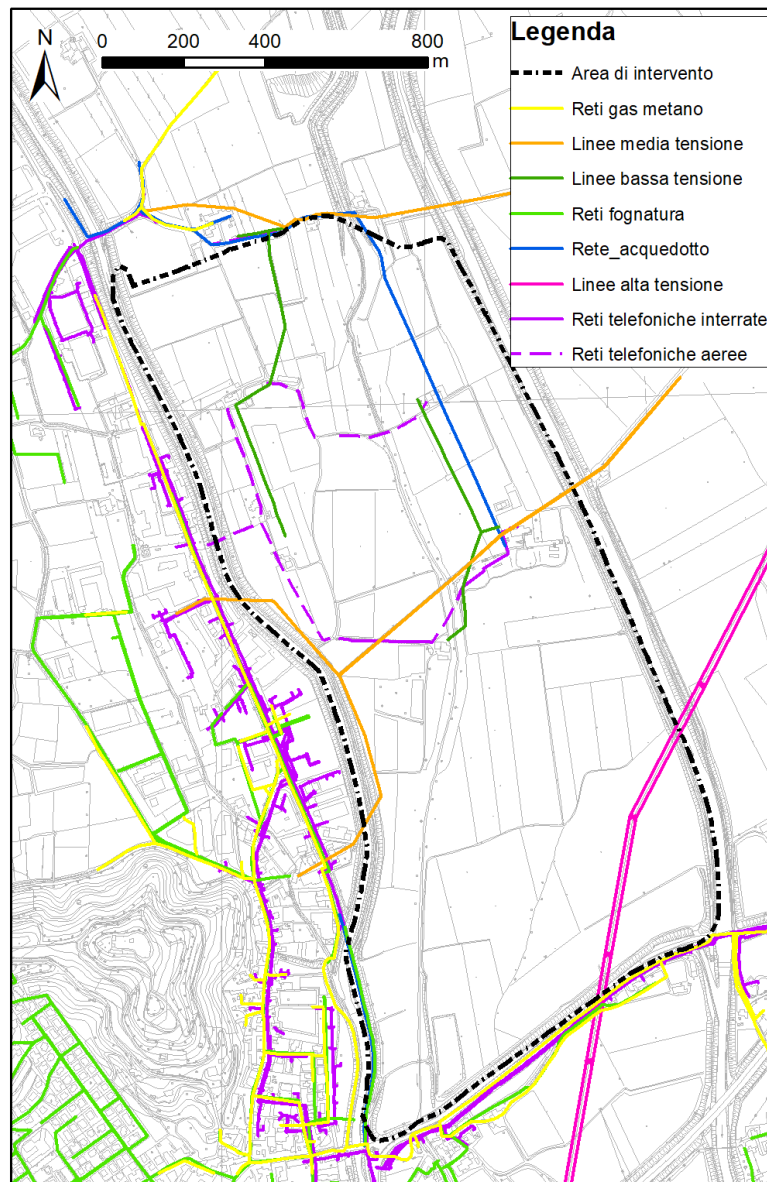 N
0 200 400 800
m
Legenda
Area di intervento
Reti gas metano
Linee media tensione
Linee bassa tensione
Reti fognatura
Rete_acquedotto
Linee alta tensione
Reti telefoniche interrate
Reti telefoniche aeree